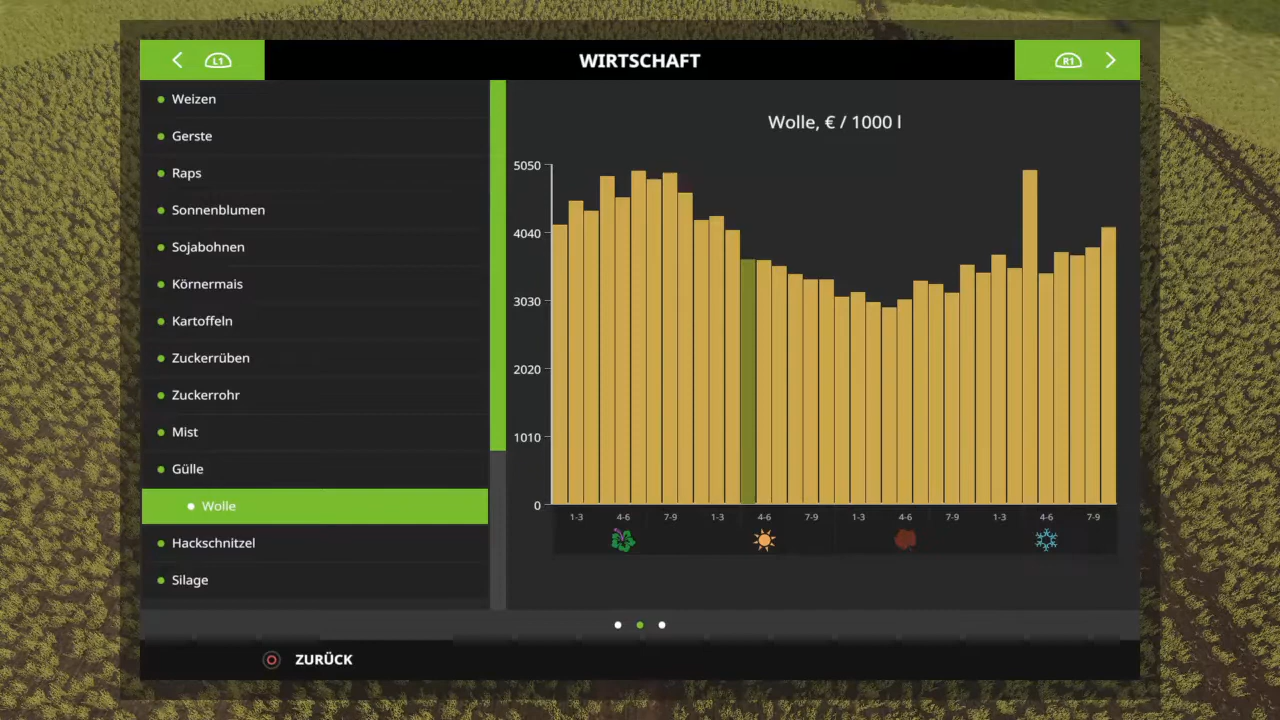 L1
WIRTSCHAFT
R1
Weizen
Gerste
Raps
Sonnenblumen
Sojabohnen
Körnermais
Kartoffeln
Zuckerrüben
Zuckerrohr
Mist
Gülle
Wolle
Hackschnitzel
Silage
Wolle, € / 1000 l
5050
4040
3030
2020
1010
0
1-3 4-6 7-9 1-3 4-6 7-9 1-3 4-6 7-9 1-3 4-6 7-9
ZURÜCK